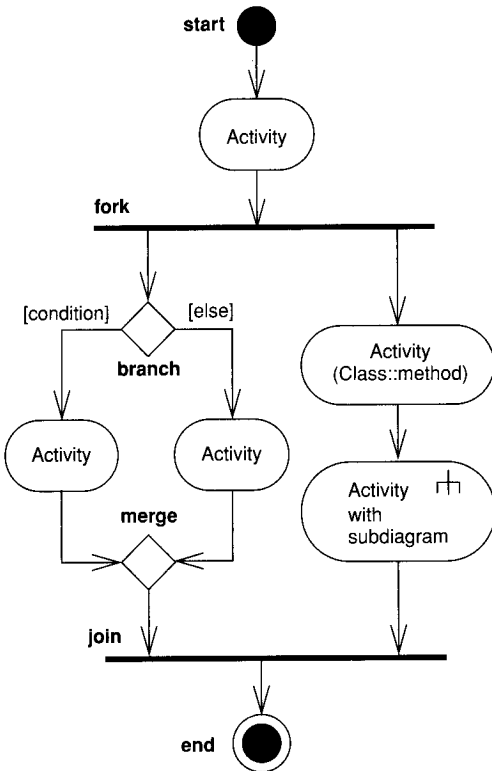 start
Activity
fork
[condition]
[else]
branch
Activity
(Class::method)
Activity
Activity
Activity
with
subdiagram
merge
join
end